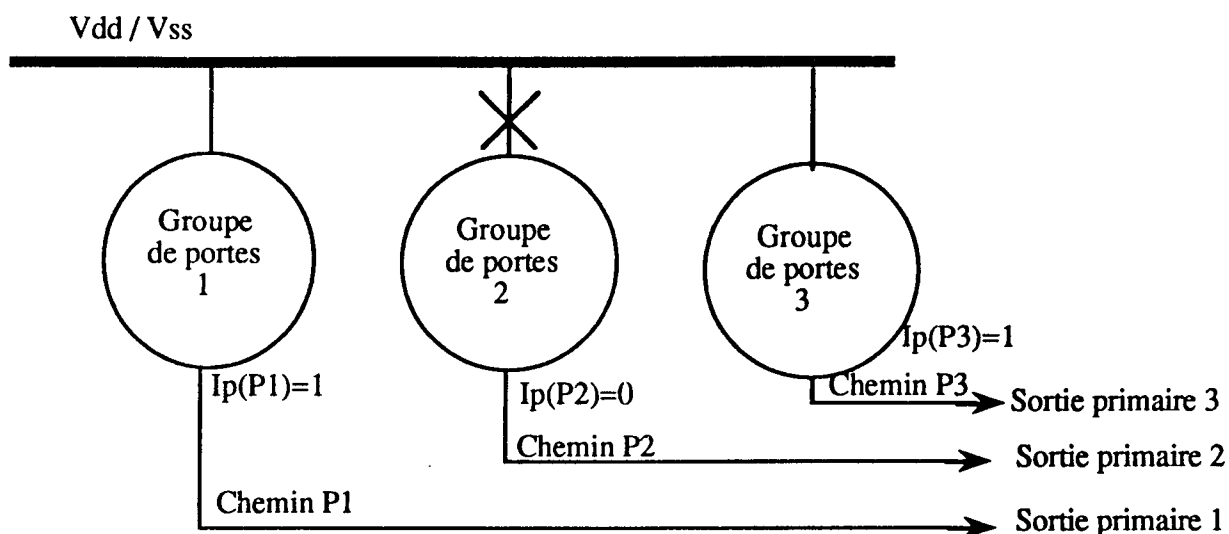 Vdd / Vss
Groupe
de portes
1
Groupe
de portes
2
Groupe
de portes
3
Ip(P1)=1
Ip(P2)=0
Ip(P3)=1
Chemin P3
Sortie primaire 3
Chemin P2
Sortie primaire 2
Chemin P1
Sortie primaire 1